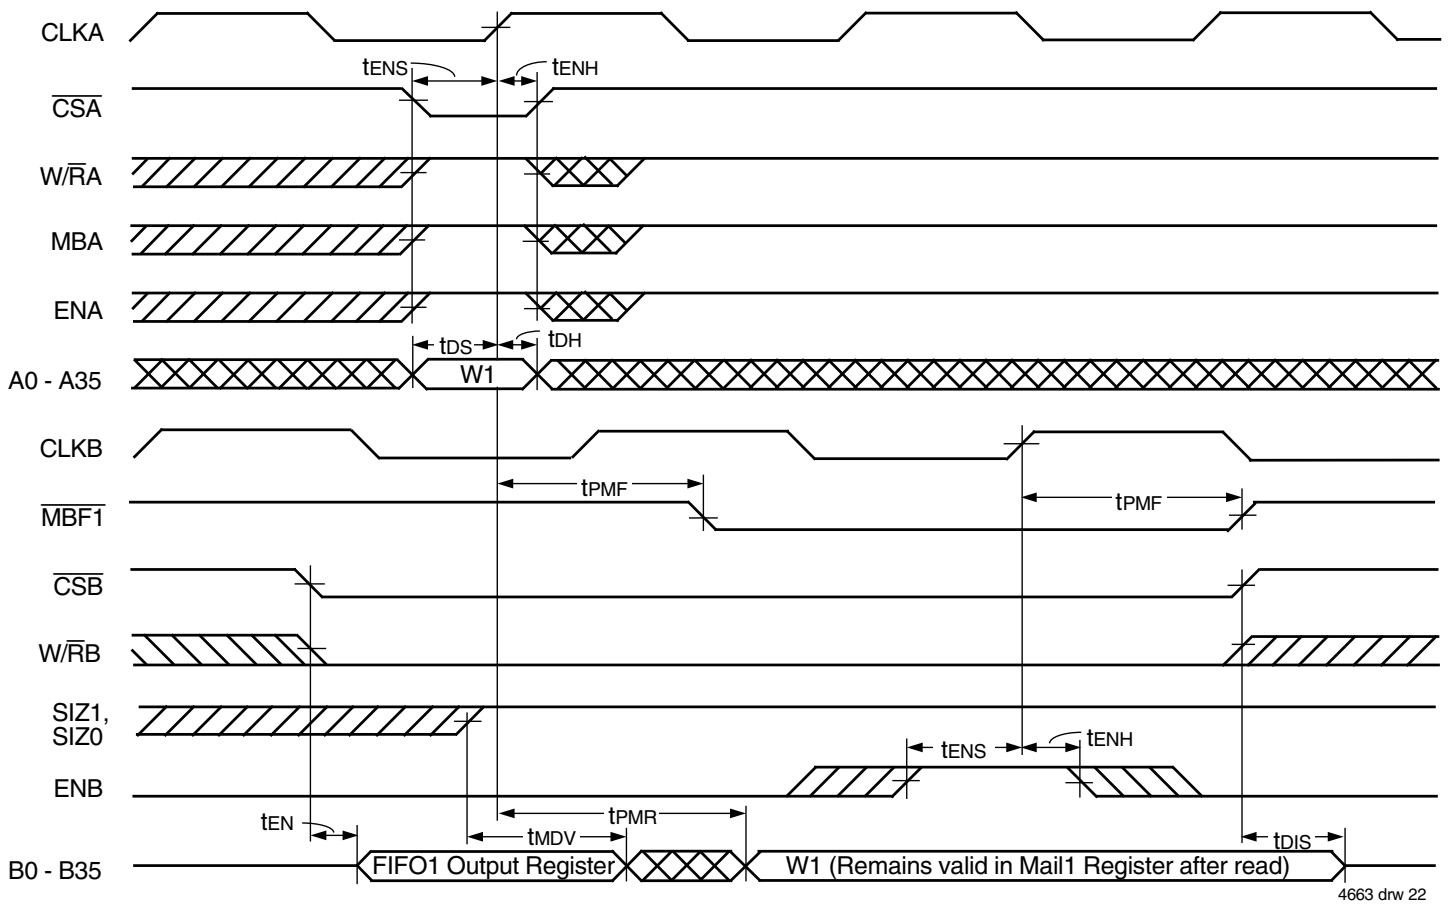 CLKA
tENS
tENH
CSA
W/RA
MBA
ENA
tDS
tDH
A0 - A35
W1
CLKB
tPMF
MBF1
tPMF
CSB
W/RB
SIZ1,
SIZ0
tENS
tENH
ENB
tEN
tPMR
tMDV
tDIS
B0 - B35
FIFO1 Output Register
W1 (Remains valid in Mail1 Register after read)
4663 drw 22